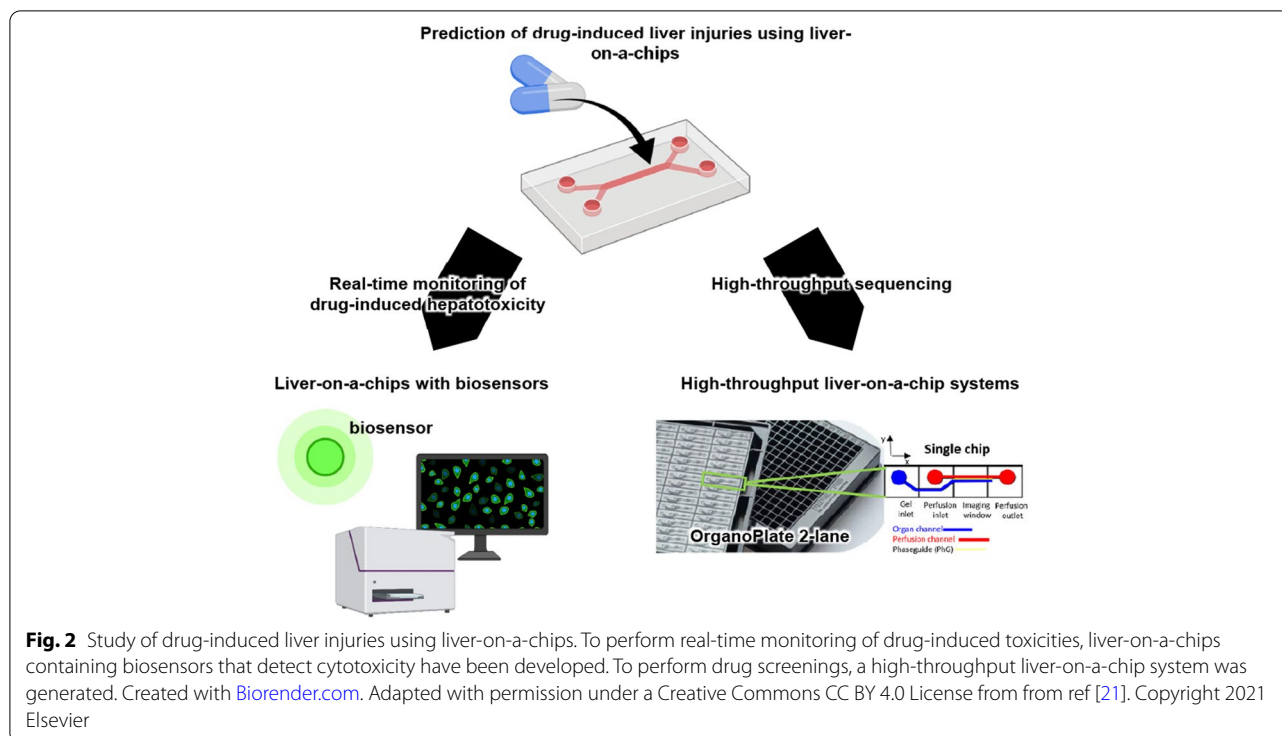 Prediction of drug-induced liver injuries using liver-
on-a-chips
Real-time monitoring of
drug-induced hepatotoxicity
High-throughput sequencing
Liver-on-a-chips with biosensors
High-throughput liver-on-a-chip systems
biosensor
OrganoPlate 2-lane
y
x
Single chip
Gel
inlet
Perfusion
inlet
Imaging
window
Perfusion
outlet
Organ channel
Perfusion channel
Phaseguide (PhG)
Fig. 2 Study of drug-induced liver injuries using liver-on-a-chips. To perform real-time monitoring of drug-induced toxicities, liver-on-a-chips
containing biosensors that detect cytotoxicity have been developed. To perform drug screenings, a high-throughput liver-on-a-chip system was
generated. Created with Biorender.com. Adapted with permission under a Creative Commons CC BY 4.0 License from from ref [21]. Copyright 2021
Elsevier